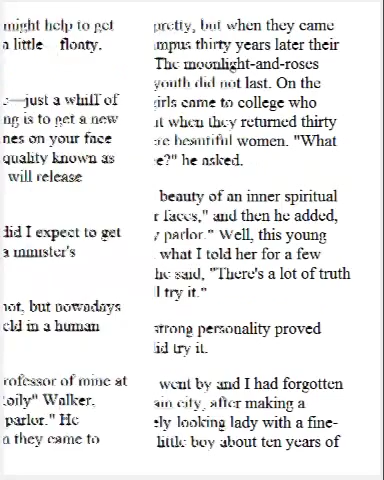 might help to get
a little floaty.
—just a whiff of
ng is to get a new
nes on your face
quality known as
will release
did I expect to get
a minister's
not, but nowadays
eld in a human
rofessor of mine at
oily" Walker,
parlor." He
n they came to
pretty, but when they came
mpus thirty years later their
The moonlight-and-roses
youth did not last. On the
irls came to college who
ut when they returned thirty
re beautiful women. "What
e?" he asked.
beauty of an inner spiritual
r faces," and then he added,
y parlor." Well, this young
what I told her for a few
he said, "There's a lot of truth
ll try it."
strong personality proved
did try it.
went by and I had forgotten
ain city, after making a
ely looking lady with a fine-
little boy about ten years of